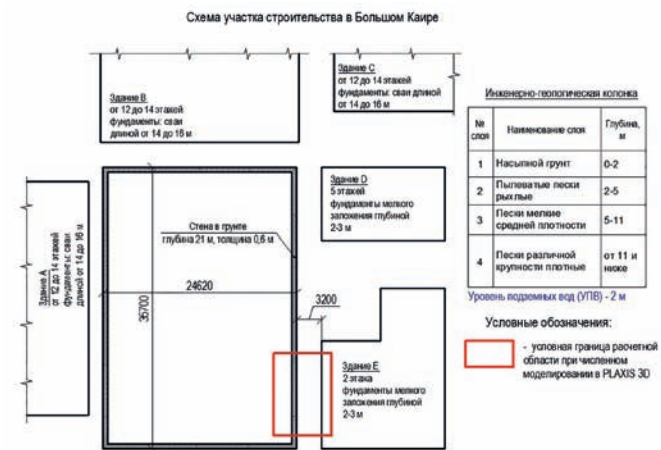 Схема участка строительства в Большом Каире
Здание B
от 12 до 14 этажей
фундаменты: сваи
длиной от 14 до 16 м
Здание C
от 12 до 14 этажей
фундаменты: сваи длиной
от 14 до 16 м
Здание A
от 12 до 14 этажей
фундаменты: сваи
длиной от 14 до 16 м
Стена в грунте
глубина 21 м, толщина 0,6 м
24620
35700
3200
Здание D
5 этажей
фундаменты мелкого
заложения глубиной
2-3 м
Здание E
2 этажа
фундаменты мелкого
заложения глубиной
2-3 м
Инженерно-геологическая колонка
№ слоя Наименование слоя Глубина, м
1 Насыпной грунт 0-2
2 Пылеватые пески рыхлые 2-5
3 Пески мелкие средней плотности 5-11
4 Пески различной крупности плотные от 11 и ниже
Уровень подземных вод (УПВ) - 2 м
Условные обозначения:
- условная граница расчетной
области при численном
моделировании в PLAXIS 3D